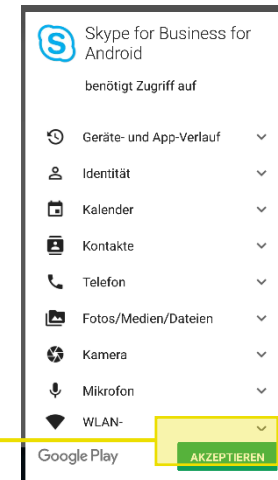 Skype for Business for
Android
benötigt Zugriff auf
Geräte- und App-Verlauf
Identität
Kalender
Kontakte
Telefon
Fotos/Medien/Dateien
Kamera
Mikrofon
WLAN-
Google Play
AKZEPTIEREN